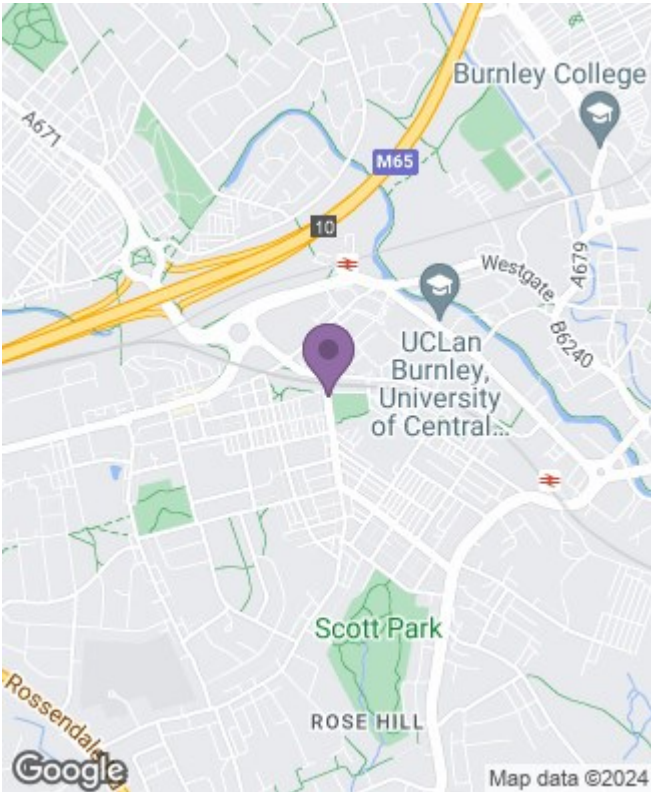 Burnley College
A671
M65
10
Westgate
A679
B6240
UCLan
Burnley,
University
of Central...
Scott Park
ROSE HILL
Rossendale
Google
Map data ©2024